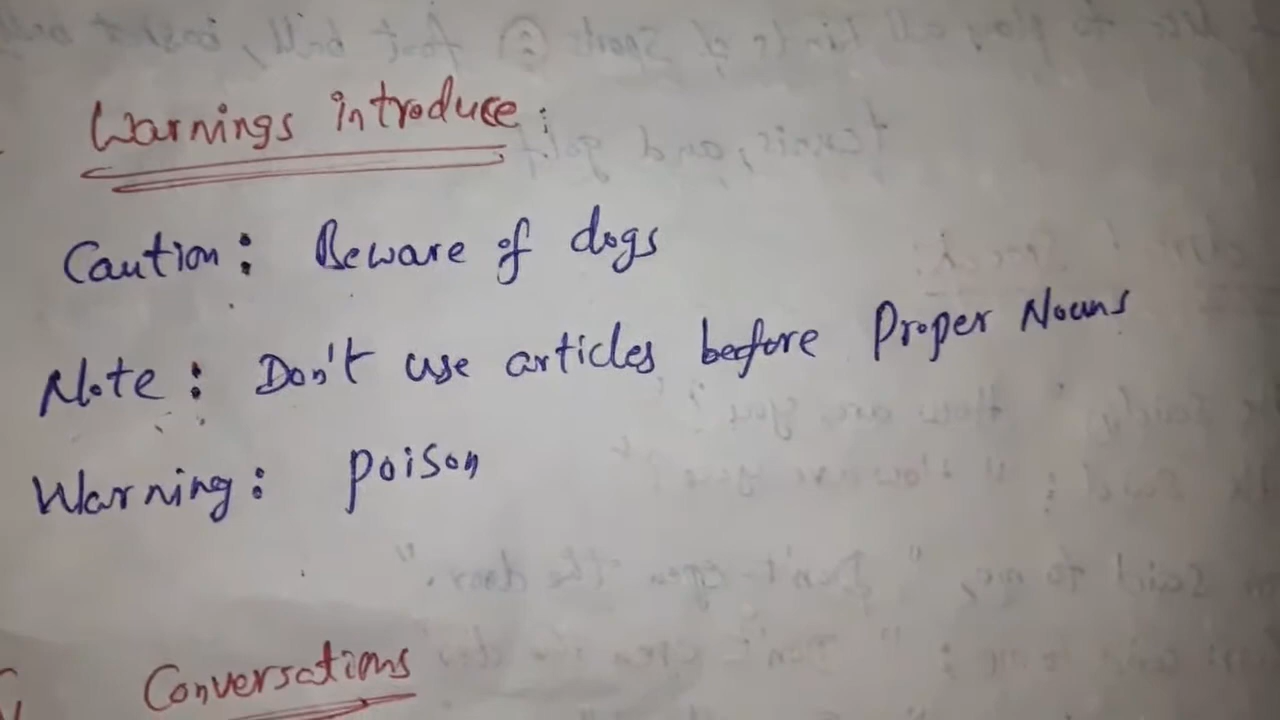 Warnings introduce:
Caution: Beware of dogs
Note: Don't use articles before Proper Nouns
Warning: poison
Conversations